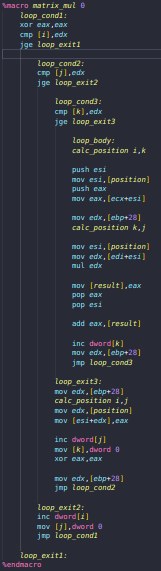 %macro matrix_mul 0
loop_cond1:
xor eax,eax
cmp [i],edx
jge loop_exit1
loop_cond2:
cmp [j],edx
jge loop_exit2
loop_cond3:
cmp [k],edx
jge loop_exit3
loop_body:
calc_position i,k
push esi
mov esi,[position]
push eax
mov eax,[ecx+esi]
mov edx,[ebp+28]
calc_position k,j
mov esi,[position]
mov edx,[edi+esi]
mul edx
mov [result],eax
pop eax
pop esi
add eax,[result]
inc dword[k]
mov edx,[ebp+28]
jmp loop_cond3
loop_exit3:
mov edx,[ebp+28]
calc_position i,j
mov edx,[position]
mov [esi+edx],eax
inc dword[j]
mov [k],dword 0
xor eax,eax
mov edx,[ebp+28]
jmp loop_cond2
loop_exit2:
inc dword[i]
mov [j],dword 0
jmp loop_cond1
loop_exit1:
%endmacro